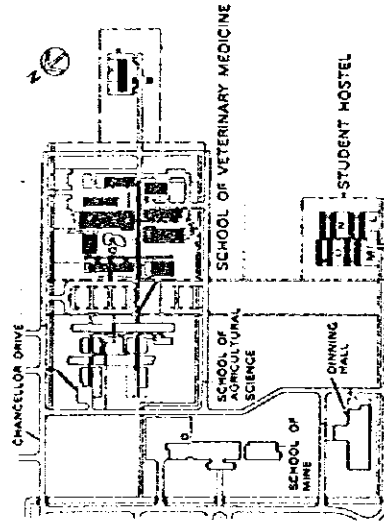 N
CHANCELLOR DRIVE
SCHOOL OF VETERINARY MEDICINE
STUDENT HOSTEL
SCHOOL OF
AGRICULTURAL
SCIENCE
DINNING
HALL
SCHOOL OF
MINE
N
L
M